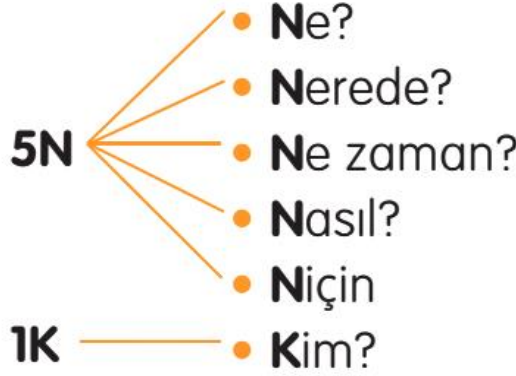 Ne?
Nerede?
5N Ne zaman?
Nasıl?
Niçin
1K Kim?